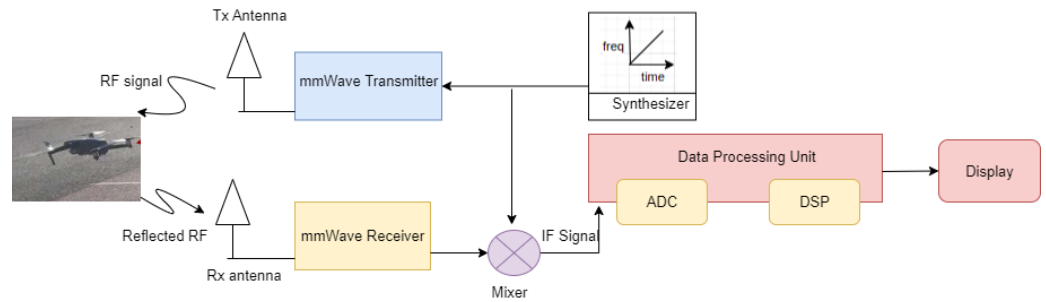 Tx Antenna
freq
RF signal
mmWave Transmitter
time
Synthesizer
Data Processing Unit
Display
ADC
DSP
Reflected RF
mmWave Receiver
IF Signal
Rx antenna
Mixer